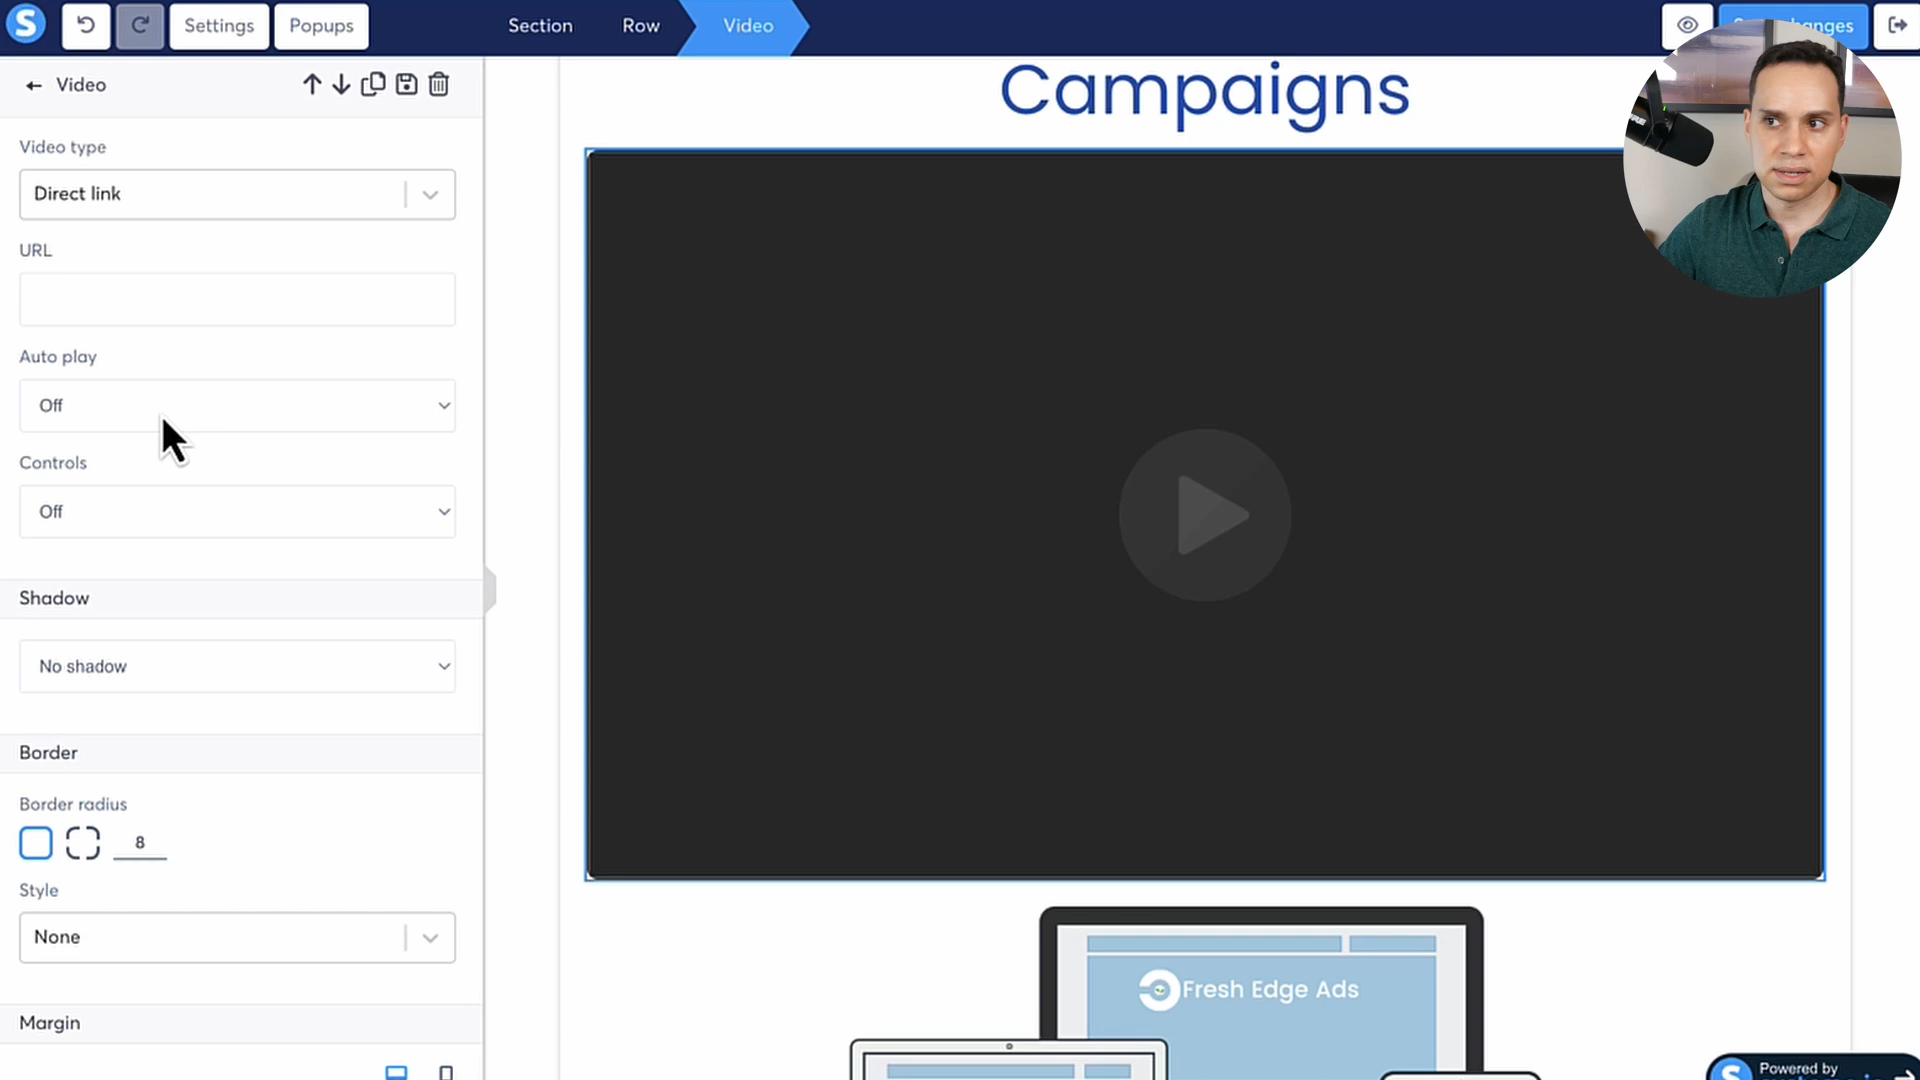 S
Settings
Popups
Section
Row
Video
changes
Video
Campaigns
Video type
Direct link
URL
Auto play
Off
Controls
Off
Shadow
No shadow
Border
Border radius
8
Style
None
Fresh Edge Ads
Margin
Powered by